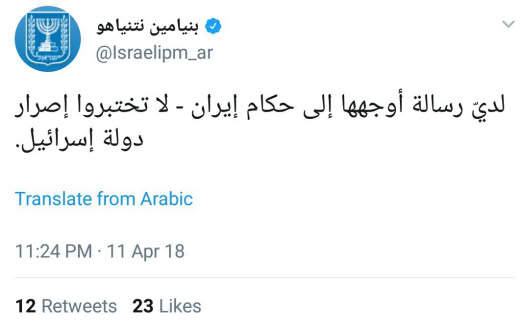 بنيامين نتنياهو
@Israelipm_ar
لديّ رسالة أوجهها إلى حكام إيران - لا تختبروا إصرار
دولة إسرائيل.
Translate from Arabic
11:24 PM · 11 Apr 18
12 Retweets 23 Likes